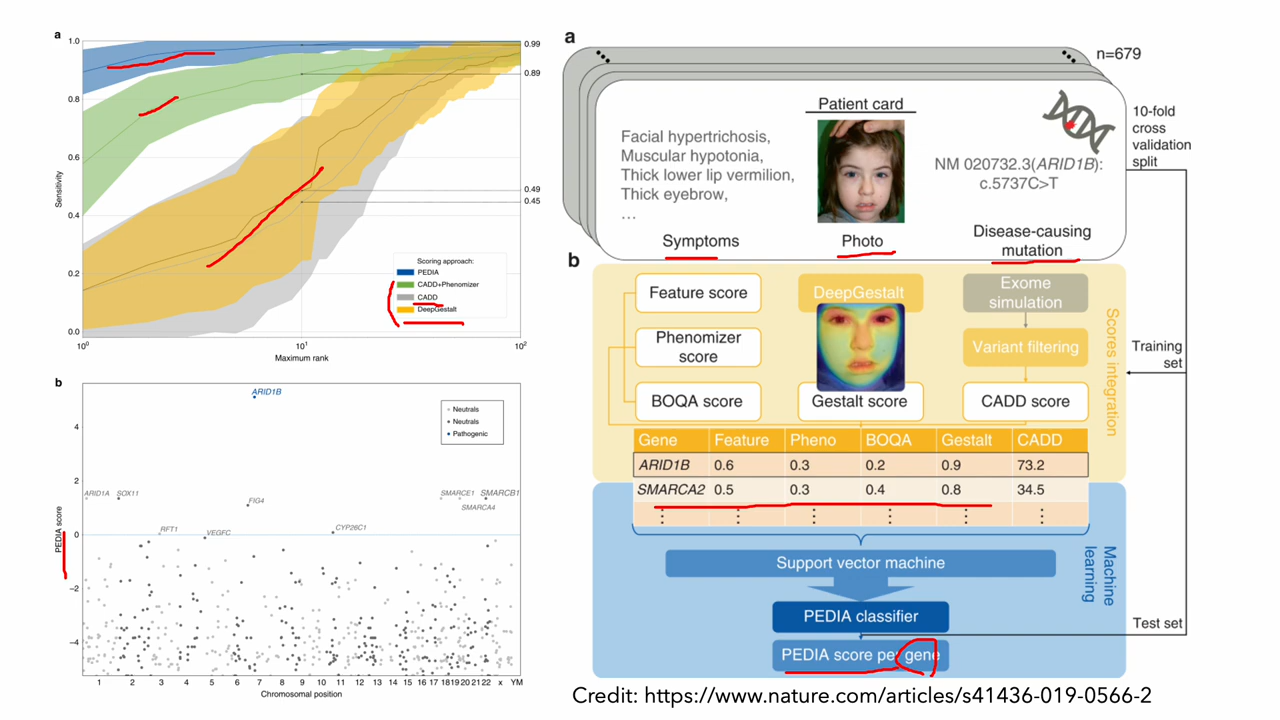 a
1.0
0.8
0.6
0.4
0.2
0.0
Sensitivity
0.99
0.89
0.49
0.45
Scoring approach:
PEDIA
CADD+Phenomizer
CADD
DeepGestalt
10⁰
10¹
10²
Maximum rank
b
ARID1B
Neutrals
Neutrals
Pathogenic
4
2
0
−2
−4
PEDIA score
ARID1A
SOX11
FIG4
SMARCE1
SMARCB1
SMARCA4
RFT1
VEGFC
CYP26C1
1 2 3 4 5 6 7 8 9 10 11 12 13 14 15 16 17 18 19 20 21 22 x YM
Chromosomal position
a
n=679
Patient card
Facial hypertrichosis,
Muscular hypotonia,
Thick lower lip vermilion,
Thick eyebrow,
...
NM 020732.3(ARID1B):
c.5737C>T
Symptoms
Photo
Disease-causing
mutation
10-fold
cross
validation
split
b
Feature score
DeepGestalt
Exome
simulation
Phenomizer
score
Variant filtering
BOQA score
Gestalt score
CADD score
Scores integration
Training
set
Gene Feature Pheno BOQA Gestalt CADD
ARID1B 0.6 0.3 0.2 0.9 73.2
SMARCA2 0.5 0.3 0.4 0.8 34.5
Support vector machine
Machine
learning
PEDIA classifier
Test set
PEDIA score per gene
Credit: https://www.nature.com/articles/s41436-019-0566-2